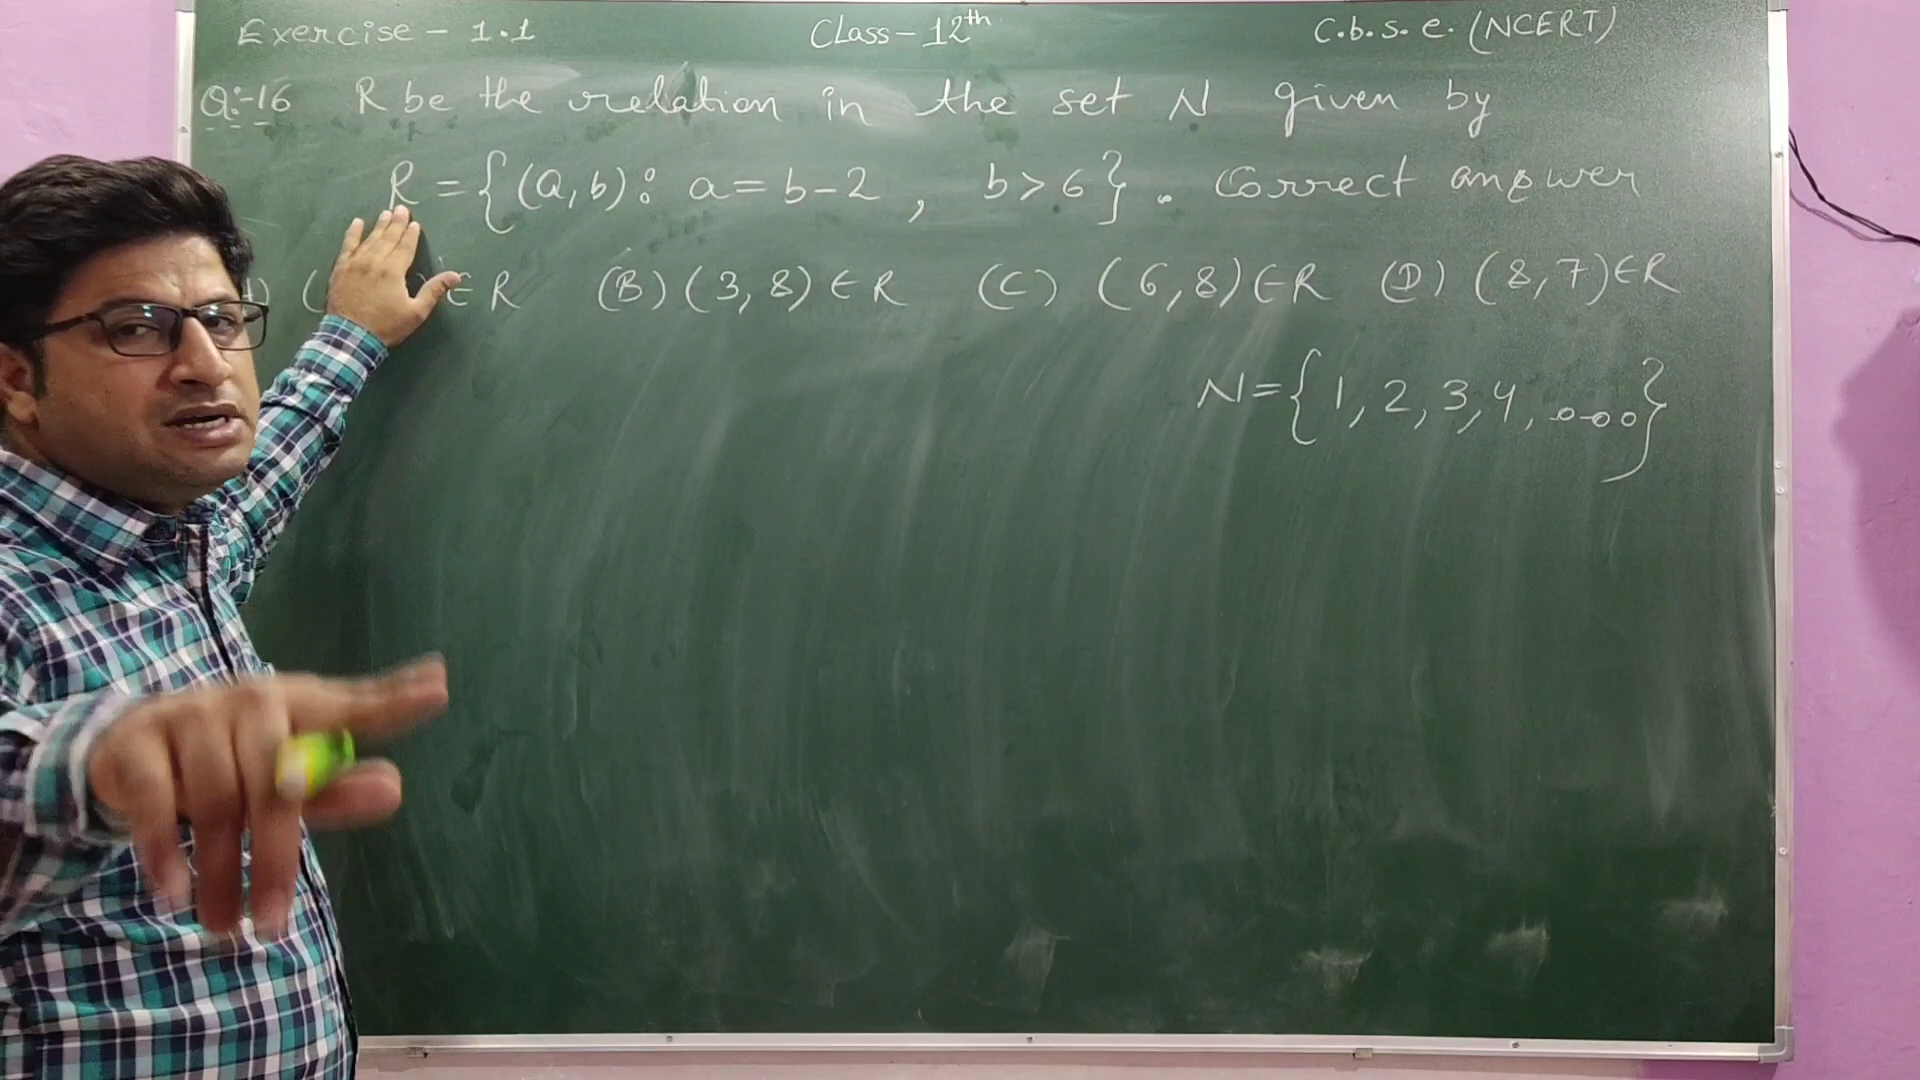 Exercise - 1.1 Class - 12th C.b.s.e. (NCERT)
Q:-16 R be the relation in the set N given by
R = {(a,b): a = b-2 , b > 6}. Correct answer
) ( ) ∈ R (B) (3,8) ∈ R (C) (6,8) ∈ R (D) (8,7) ∈ R
N = {1, 2, 3, 4, ....}